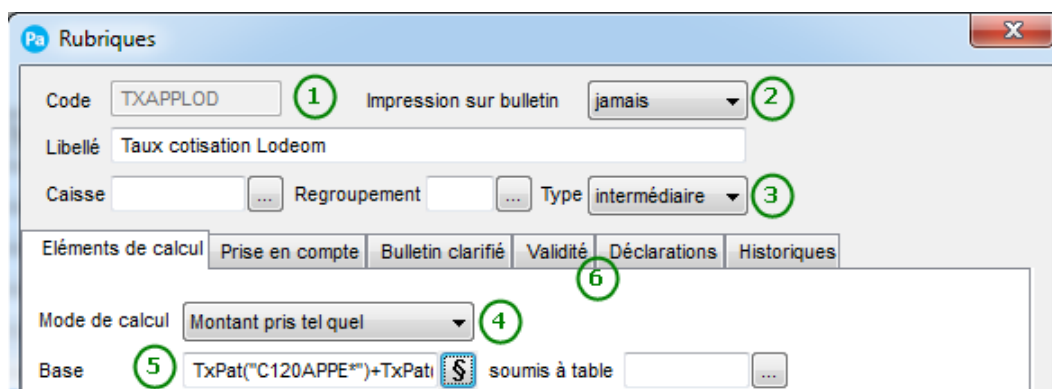 Pa Rubriques x
Code TXAPPLOD 1 Impression sur bulletin jamais 2
Libellé Taux cotisation Lodeom
Caisse ... Regroupement ... Type intermédiaire 3
Eléments de calcul Prise en compte Bulletin clarifié Validité Déclarations Historiques
6
Mode de calcul Montant pris tel quel 4
Base 5 TxPat("C120APPE*")+TxPat( § soumis à table ...